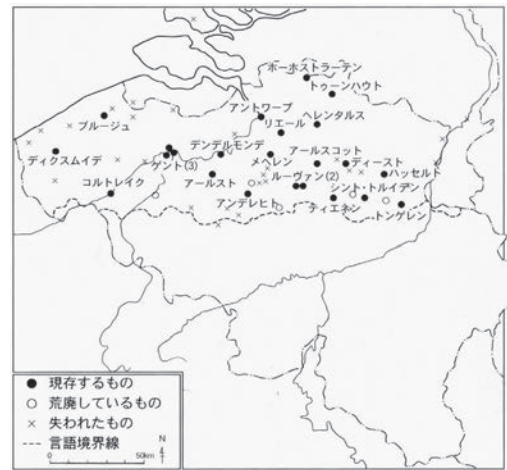 ホーホストラーテン
トゥーンハウト
アントワープ
ヘレンタルス
リエール
ブルージュ
デンデルモンデ
アールスコット
メヘレン
ディースト
ゲント(3)
ディクスムイデ
ルーヴァン(2)
ハッセルト
アールスト
コルトレイク
シント・トルイデン
アンデレヒト
ティエネン
トンゲレン
現存するもの
荒廃しているもの
失われたもの
言語境界線
N
0 50km